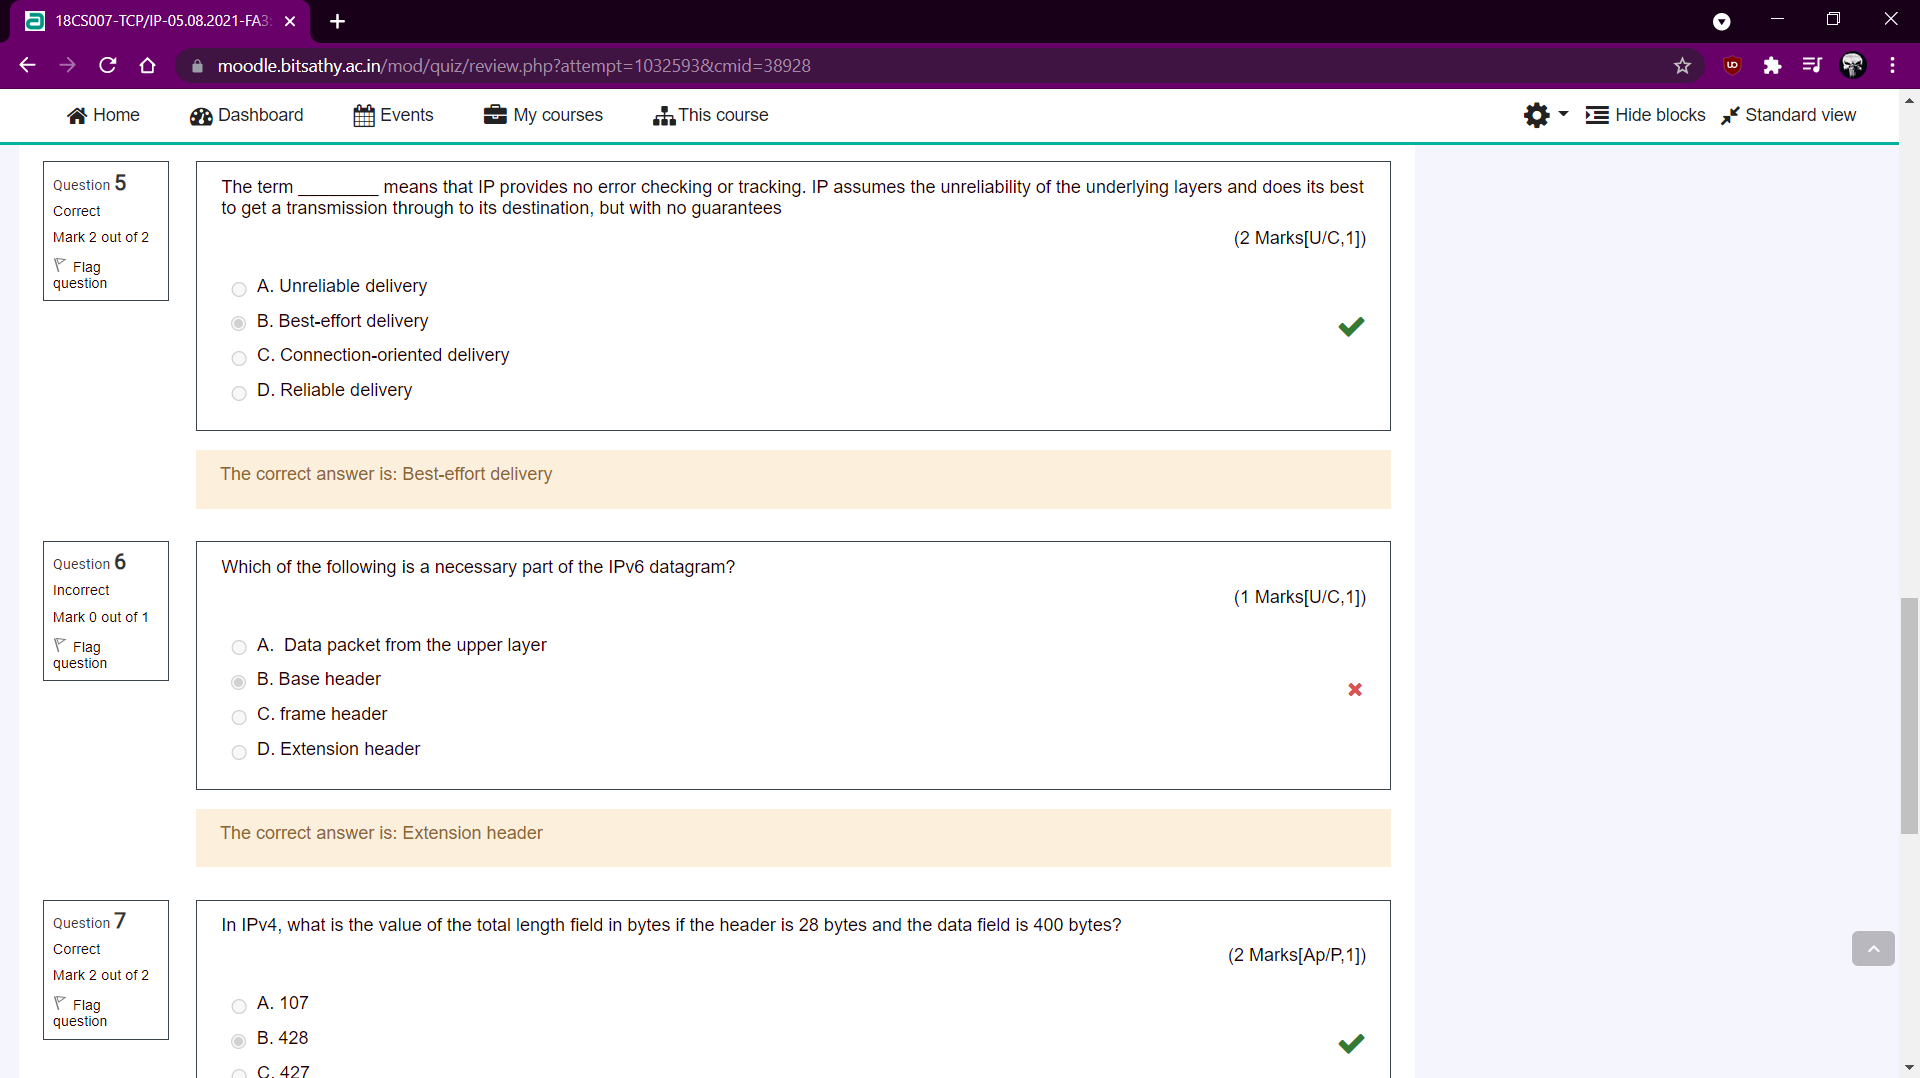 18CS007-TCP/IP-05.08.2021-FA3
moodle.bitsathy.ac.in/mod/quiz/review.php?attempt=1032593&cmid=38928
Home
Dashboard
Events
My courses
This course
Hide blocks
Standard view
Question 5
Correct
Mark 2 out of 2
Flag
question
The term ________ means that IP provides no error checking or tracking. IP assumes the unreliability of the underlying layers and does its best
to get a transmission through to its destination, but with no guarantees
(2 Marks[U/C,1])
A. Unreliable delivery
B. Best-effort delivery
C. Connection-oriented delivery
D. Reliable delivery
The correct answer is: Best-effort delivery
Question 6
Incorrect
Mark 0 out of 1
Flag
question
Which of the following is a necessary part of the IPv6 datagram?
(1 Marks[U/C,1])
A. Data packet from the upper layer
B. Base header
C. frame header
D. Extension header
The correct answer is: Extension header
Question 7
Correct
Mark 2 out of 2
Flag
question
In IPv4, what is the value of the total length field in bytes if the header is 28 bytes and the data field is 400 bytes?
(2 Marks[Ap/P,1])
A. 107
B. 428
C. 427